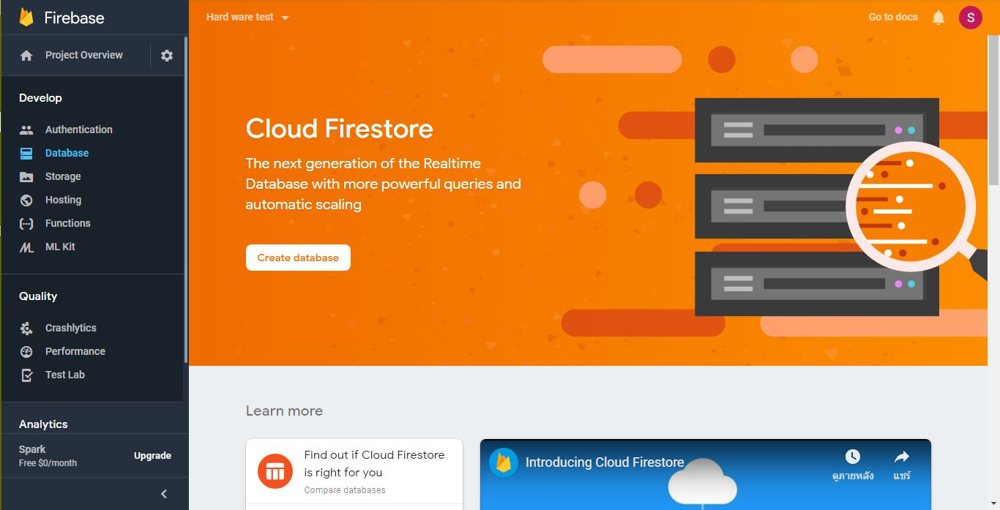 Firebase
Project Overview
Develop
Authentication
Database
Storage
Hosting
Functions
ML Kit
Quality
Crashlytics
Performance
Test Lab
Analytics
Spark
Free $0/month
Upgrade
Hard ware test
Go to docs
S
Cloud Firestore
The next generation of the Realtime
Database with more powerful queries and
automatic scaling
Create database
Learn more
Find out if Cloud Firestore
is right for you
Compare databases
Introducing Cloud Firestore
ดูภายหลัง
แชร์